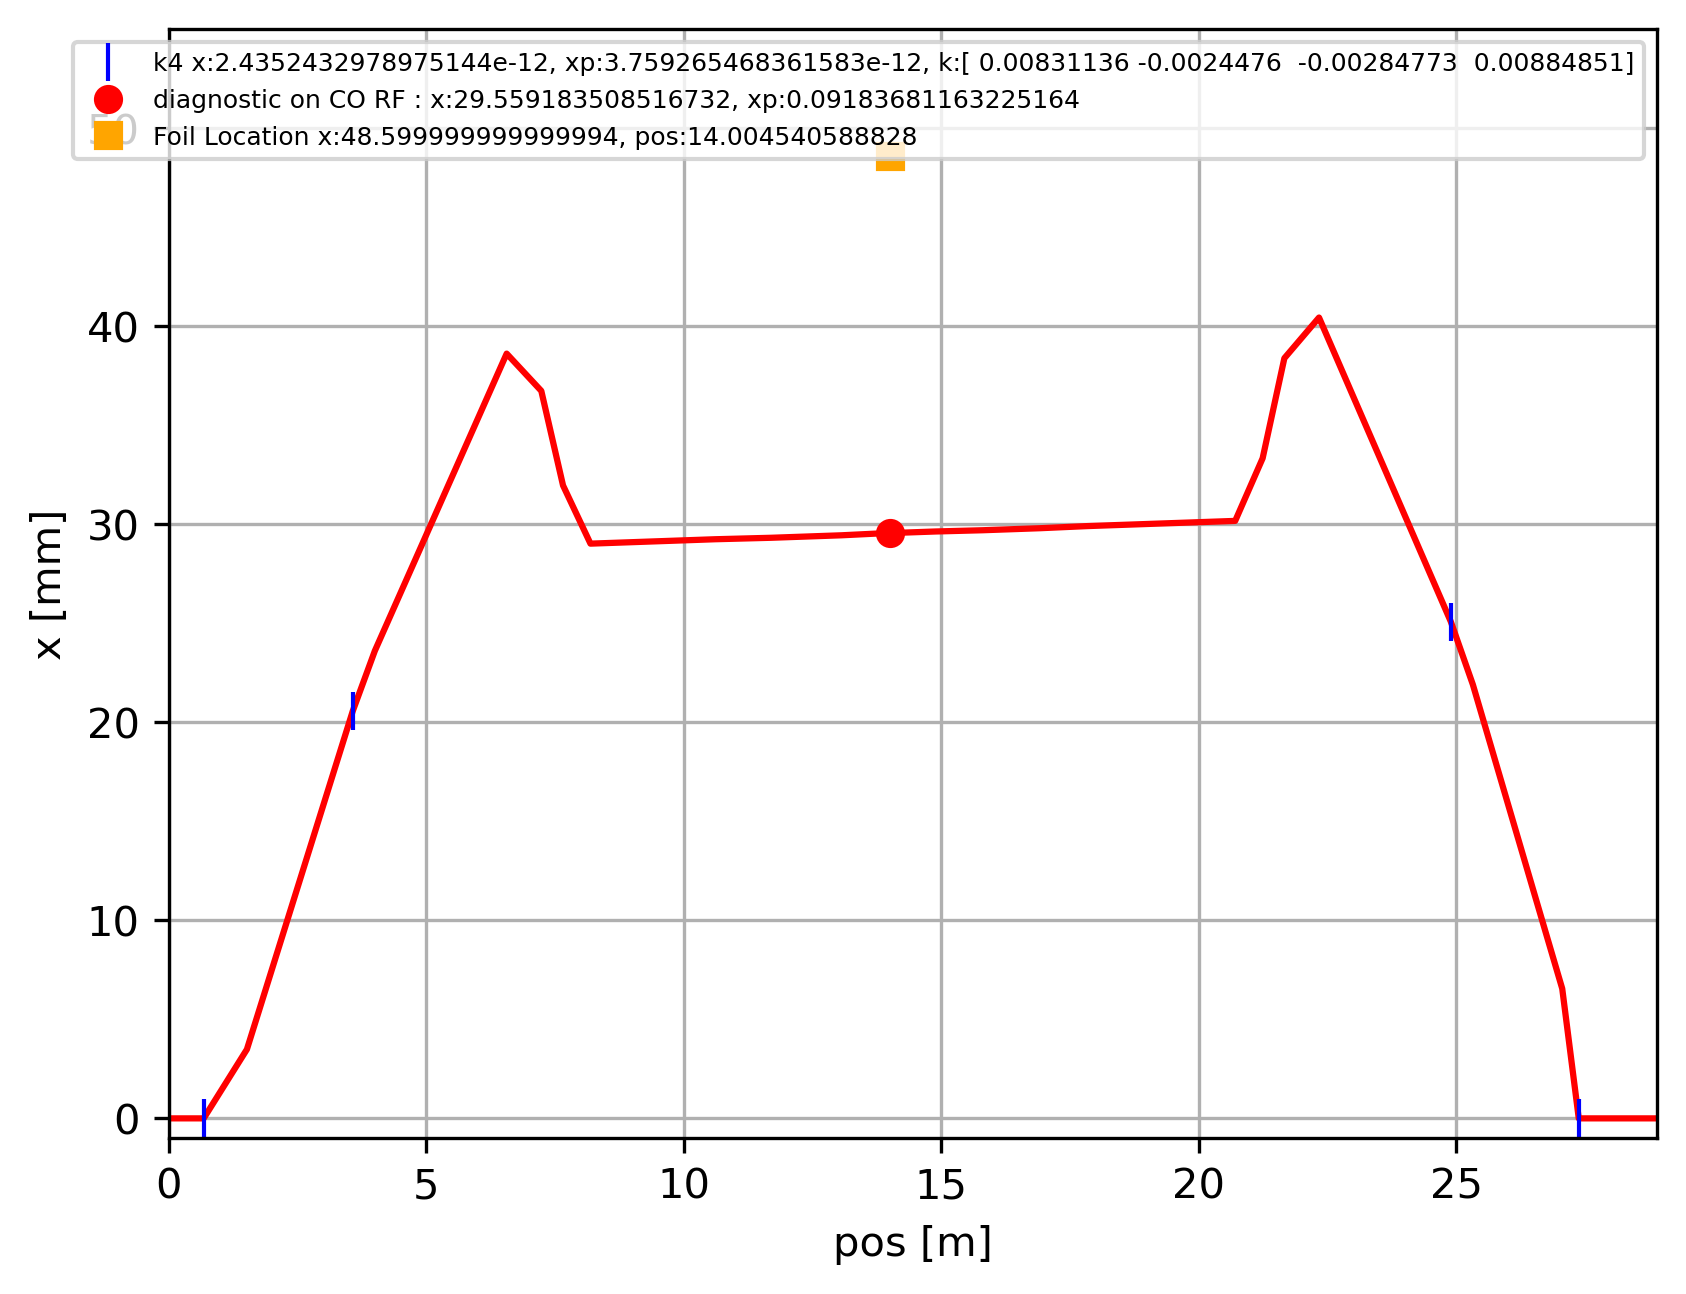 k4 x:2.4352432978975144e-12, xp:3.759265468361583e-12, k:[ 0.00831136 -0.0024476  -0.00284773  0.00884851]
diagnostic on CO RF : x:29.559183508516732, xp:0.09183681163225164
Foil Location x:48.599999999999994, pos:14.004540588828
50
40
30
20
10
0
x [mm]
0 5 10 15 20 25
pos [m]